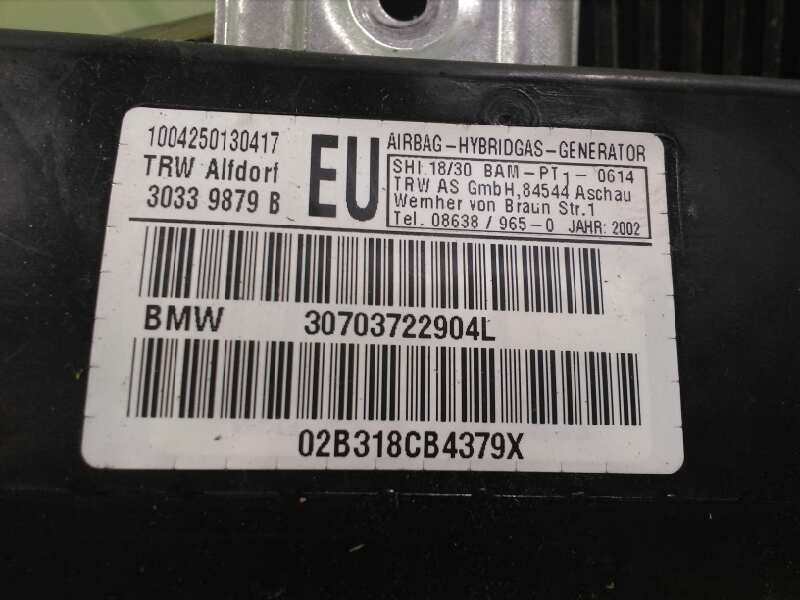 1004250130417
TRW Alfdorf
3033 9879 B
EU
AIRBAG-HYBRIDGAS-GENERATOR
SHI 18/30 BAM-PT1- 0614
TRW AS GmbH,84544 Aschau
Wernher von Braun Str.1
Tel. 08638 / 965-0 JAHR: 2002
BMW 30703722904L
02B318CB4379X